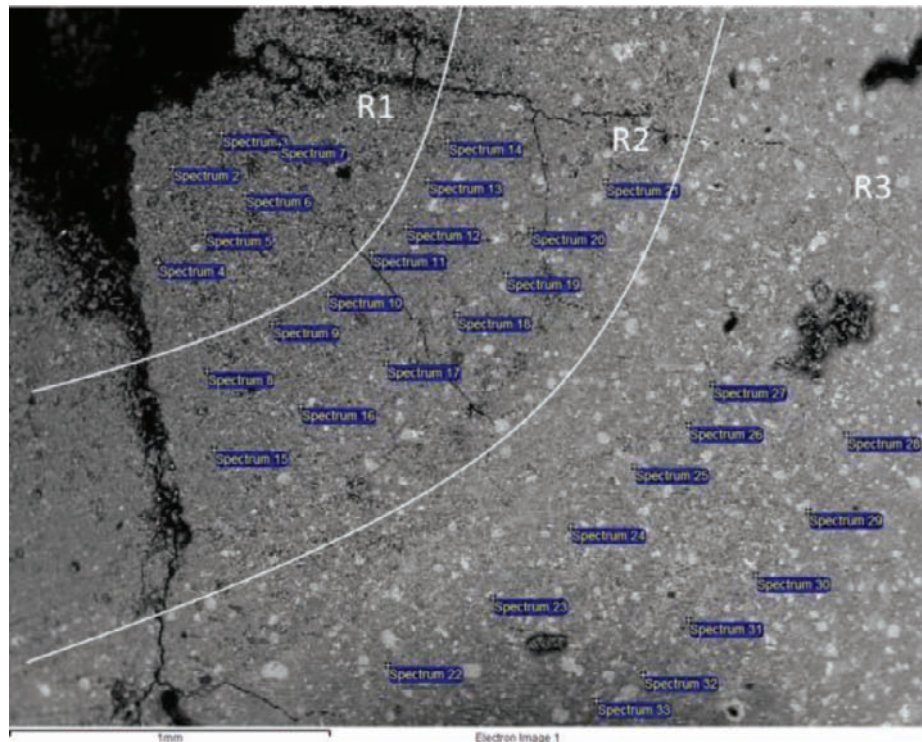 R1
Spectrum 3
Spectrum 7
Spectrum 14
R2
Spectrum 2
Spectrum 13
Spectrum 21
R3
Spectrum 6
Spectrum 5
Spectrum 12
Spectrum 20
Spectrum 4
Spectrum 11
Spectrum 19
Spectrum 10
Spectrum 9
Spectrum 18
Spectrum 8
Spectrum 17
Spectrum 27
Spectrum 16
Spectrum 26
Spectrum 28
Spectrum 15
Spectrum 25
Spectrum 29
Spectrum 24
Spectrum 30
Spectrum 23
Spectrum 31
Spectrum 22
Spectrum 32
Spectrum 33
1mm
Electron Image 1